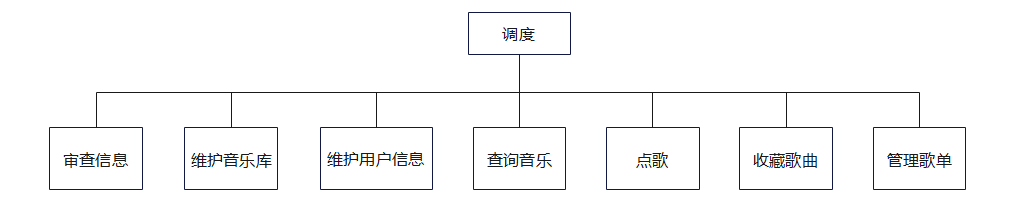 调度
审查信息
维护音乐库
维护用户信息
查询音乐
点歌
收藏歌曲
管理歌单